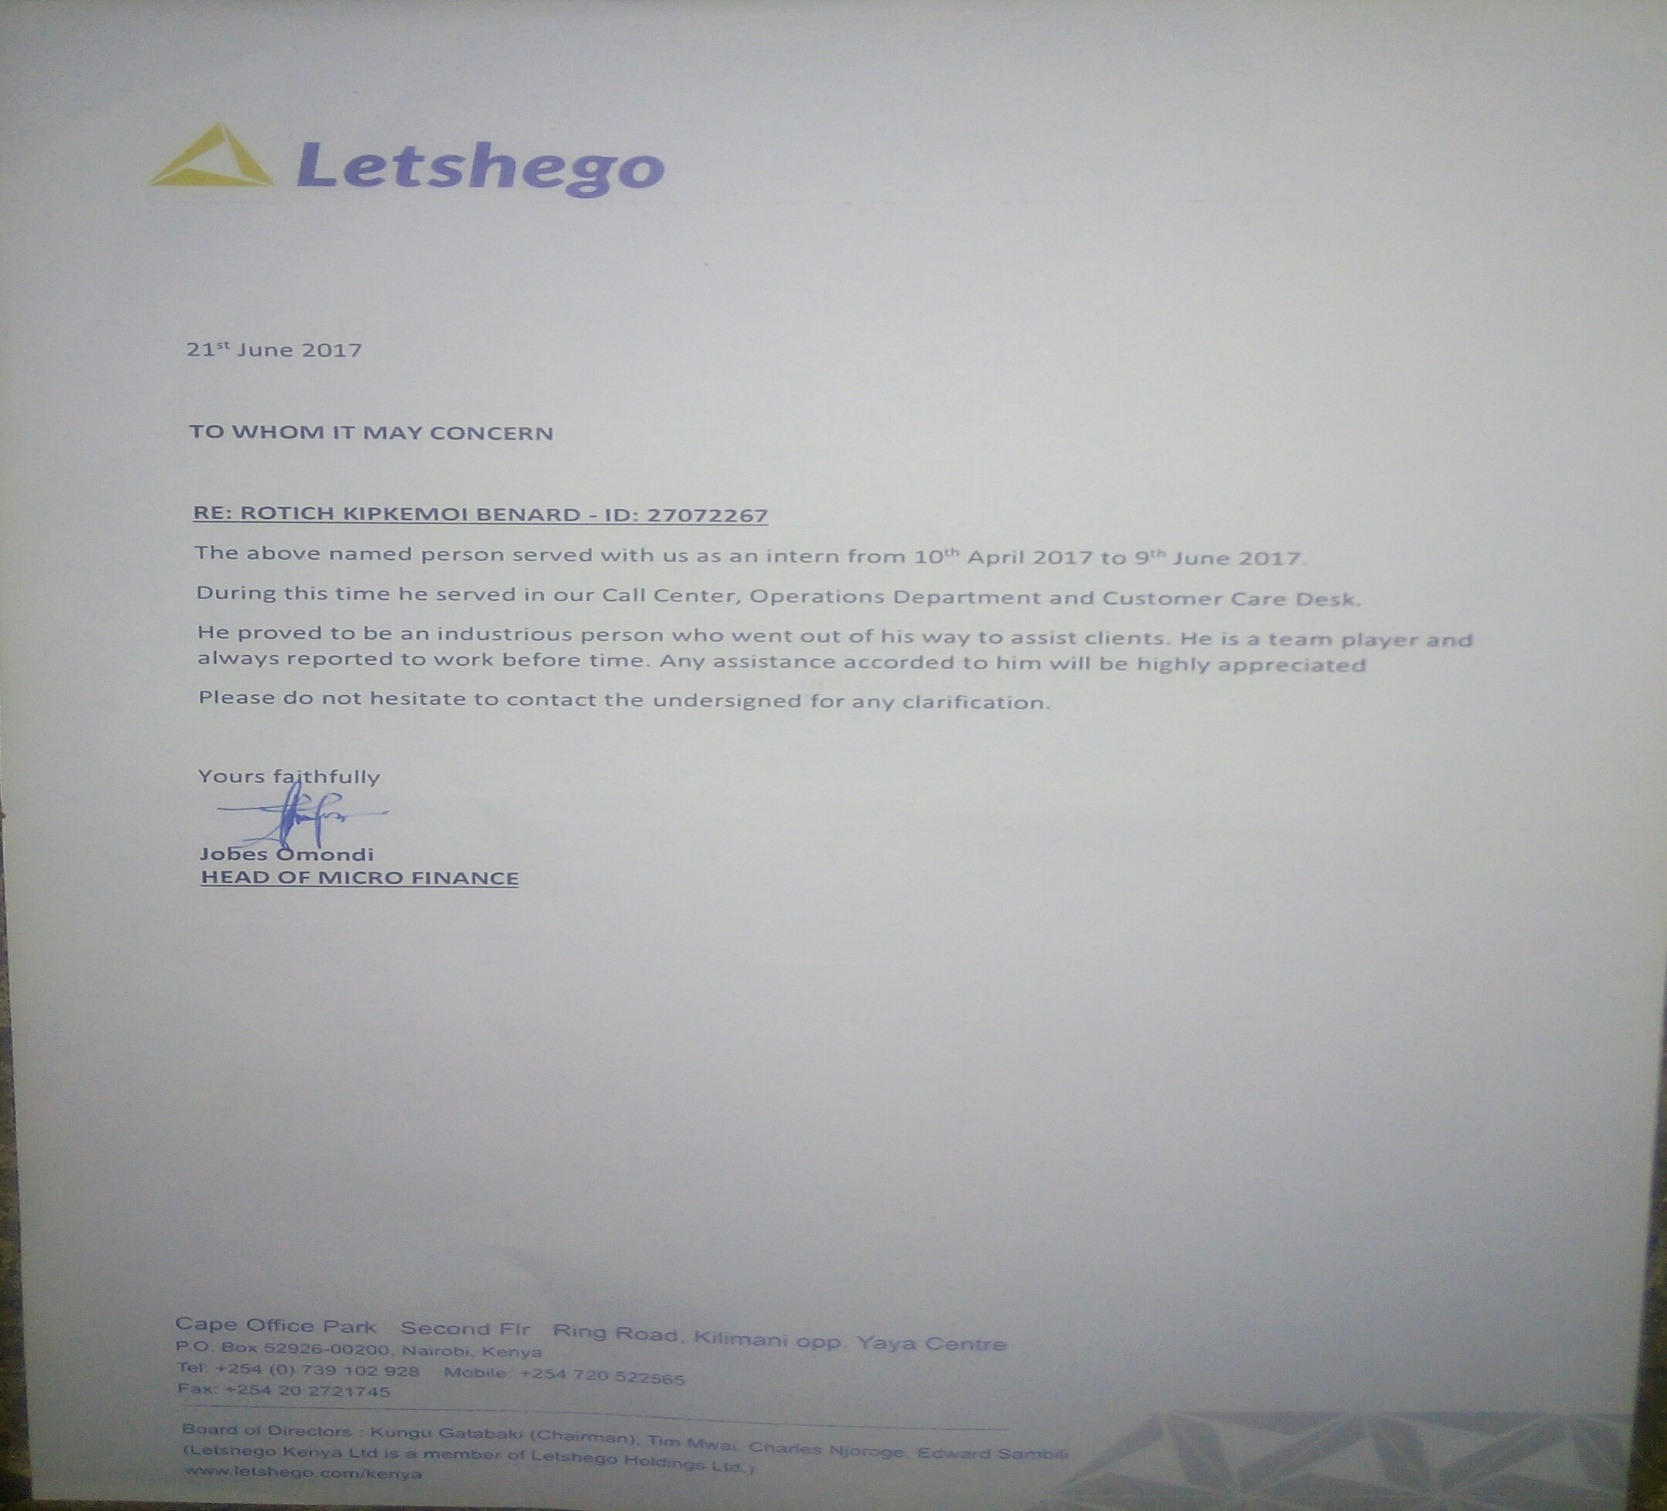 Letshego
21st June 2017
TO WHOM IT MAY CONCERN
RE: ROTICH KIPKEMOI BENARD - ID: 27072267
The above named person served with us as an intern from 10th April 2017 to 9th June 2017.
During this time he served in our Call Center, Operations Department and Customer Care Desk.
He proved to be an industrious person who went out of his way to assist clients. He is a team player and
always reported to work before time. Any assistance accorded to him will be highly appreciated
Please do not hesitate to contact the undersigned for any clarification.
Yours faithfully
Jobes Omondi
HEAD OF MICRO FINANCE
Cape Office Park Second Flr Ring Road, Kilimani opp. Yaya Centre
P.O. Box 52926-00200, Nairobi, Kenya
Tel: +254 (0) 739 102 928 Mobile: +254 720 522565
Fax: +254 20 2721745
Board of Directors : Kungu Gatabaki (Chairman), Tim Mwai, Charles Njoroge, Edward Sambili
(Letshego Kenya Ltd is a member of Letshego Holdings Ltd.)
www.letshego.com/kenya